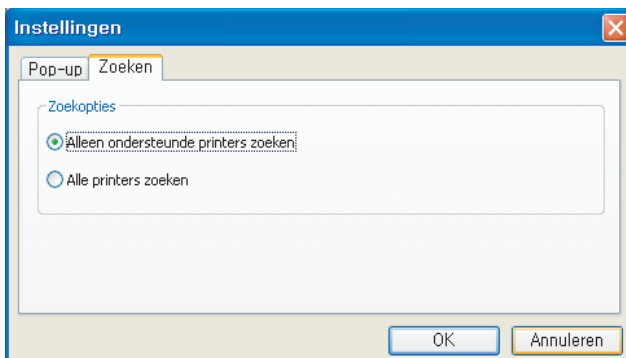 Instellingen
Pop-up Zoeken
Zoekopties
Alleen ondersteunde printers zoeken
Alle printers zoeken
OK Annuleren